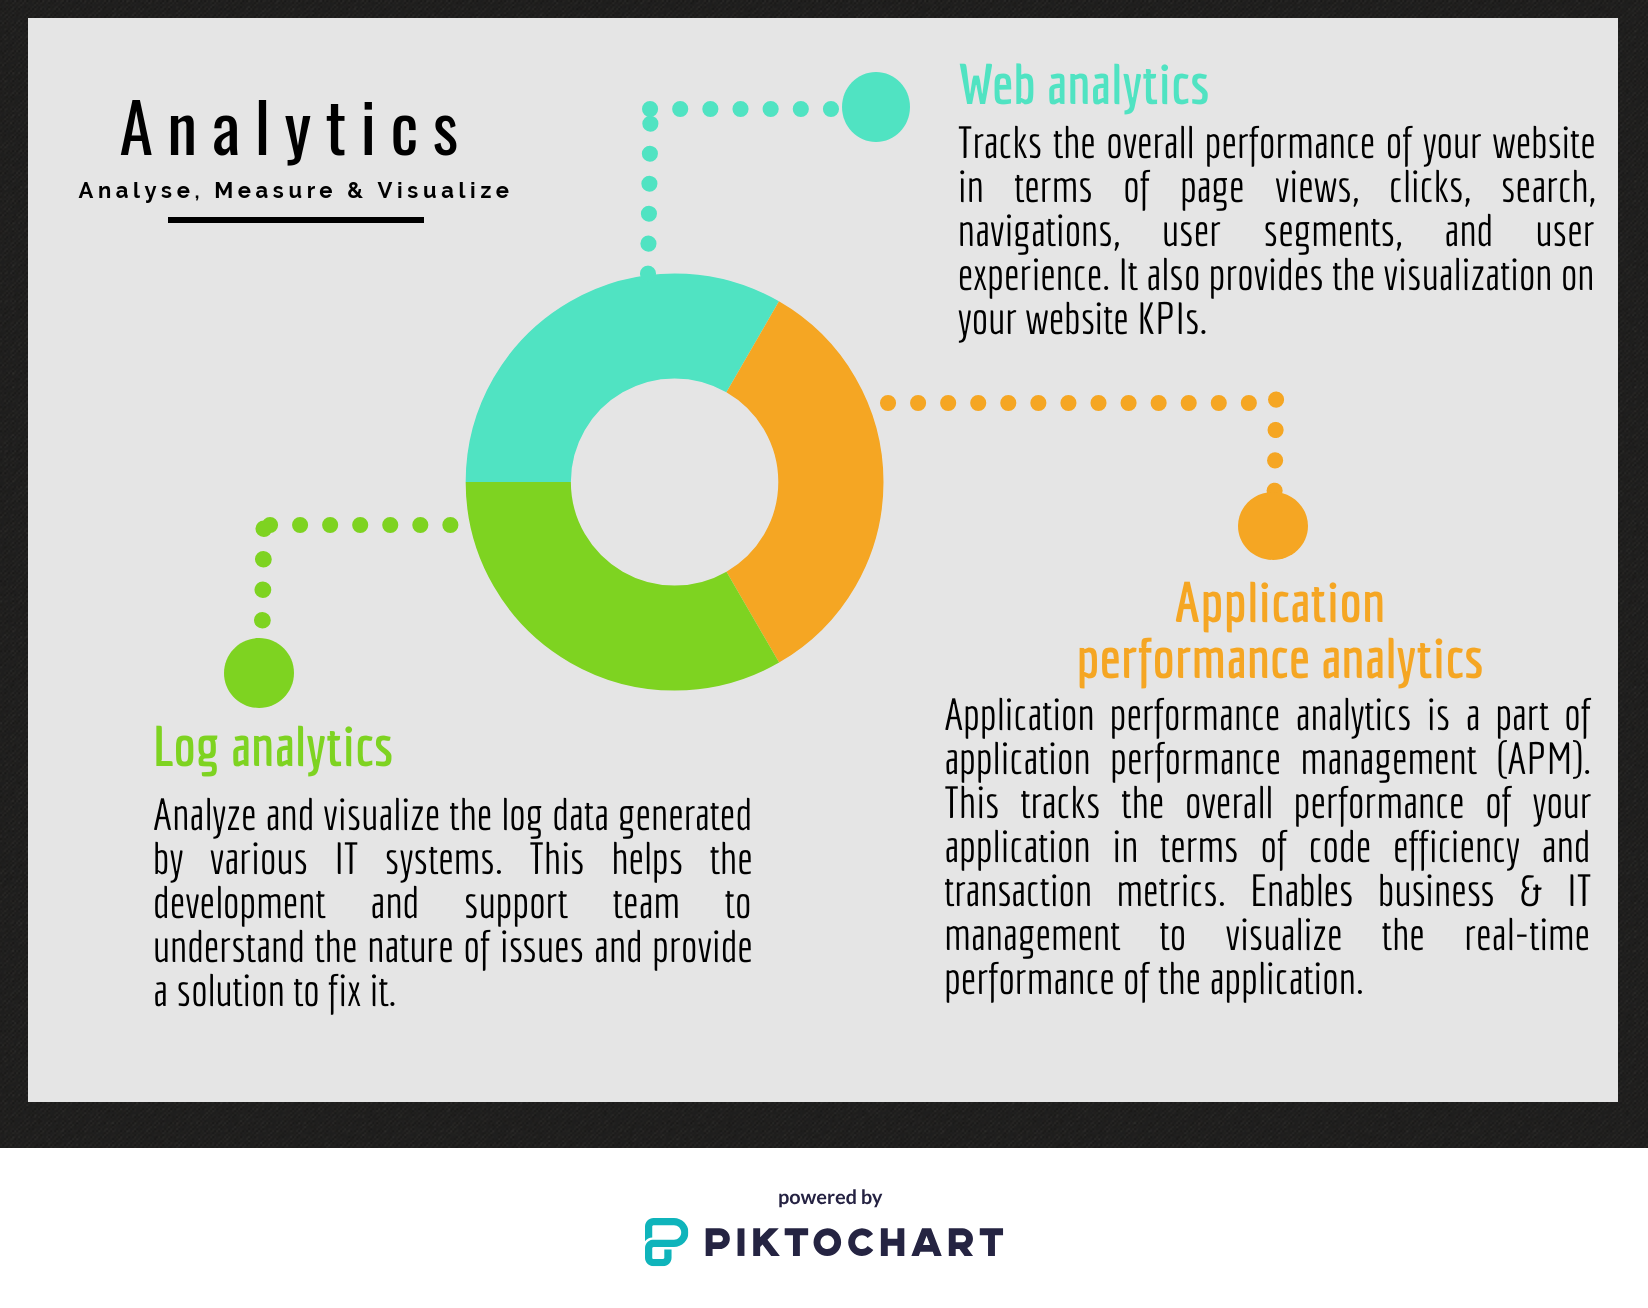 Analytics
Analyse, Measure & Visualize
Web analytics
Tracks the overall performance of your website
in terms of page views, clicks, search,
navigations, user segments, and user
experience. It also provides the visualization on
your website KPIs.
Application
performance analytics
Application performance analytics is a part of
application performance management (APM).
This tracks the overall performance of your
application in terms of code efficiency and
transaction metrics. Enables business & IT
management to visualize the real-time
performance of the application.
Log analytics
Analyze and visualize the log data generated
by various IT systems. This helps the
development and support team to
understand the nature of issues and provide
a solution to fix it.
powered by
PIKTOCHART